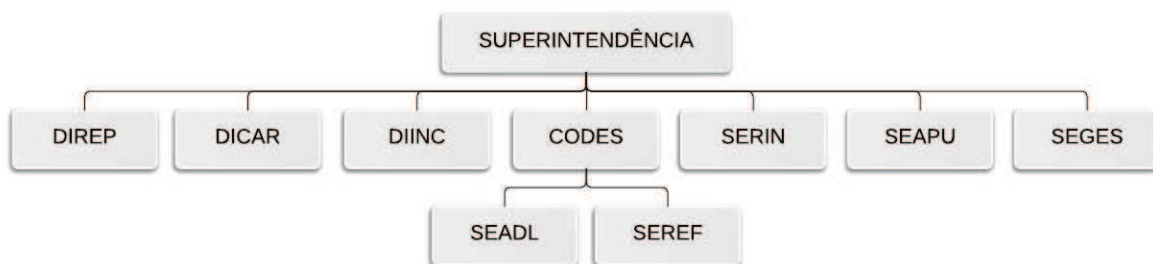 SUPERINTENDÊNCIA
DIREP DICAR DIINC CODES SERIN SEAPU SEGES
SEADL SEREF